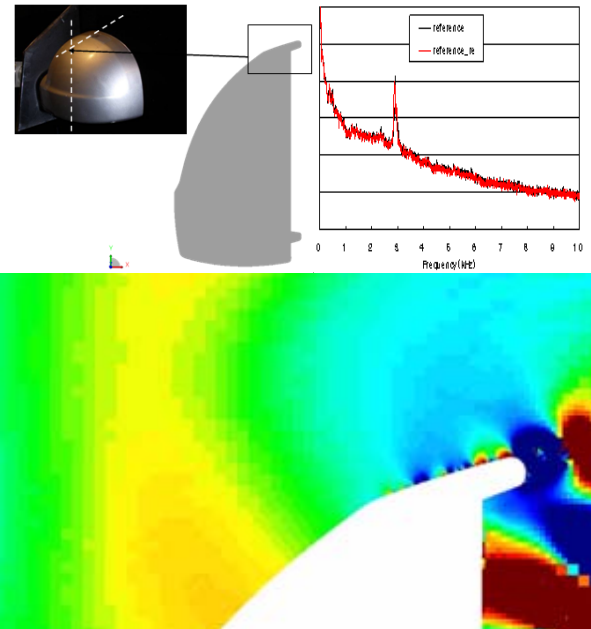 reference
reference_re
0 1 2 3 4 5 6 7 8 9 10
Frequency(kHz)
Y
X